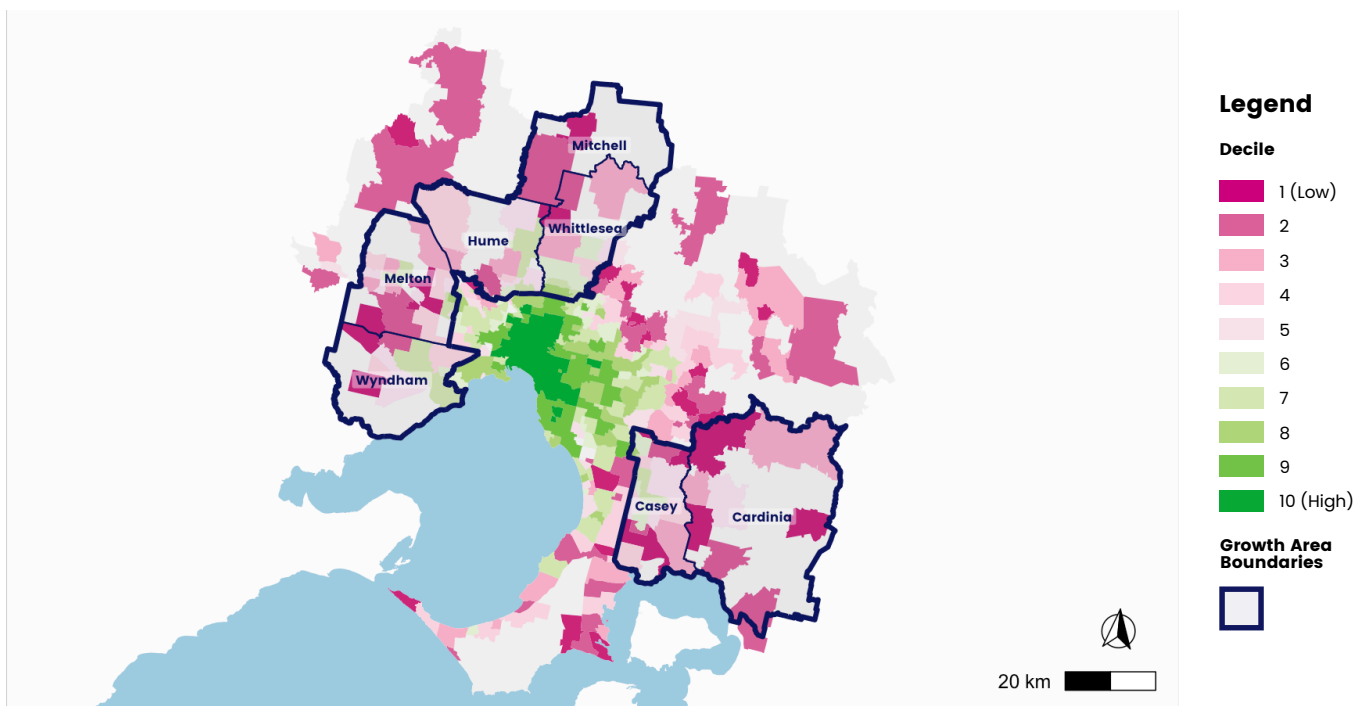 Mitchell
Whittlesea
Hume
Melton
Wyndham
Casey
Cardinia
20 km
Legend
Decile
1 (Low)
2
3
4
5
6
7
8
9
10 (High)
Growth Area
Boundaries